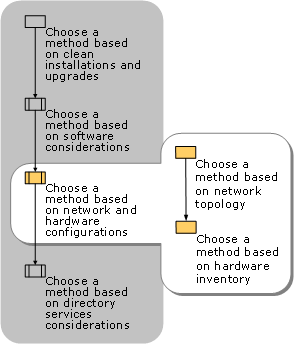 Choose a
method based
on clean
installations and
upgrades
Choose a
method based
on software
considerations
Choose a
method based
on network and
hardware
configurations
Choose a
method based
on directory
services
considerations
Choose a
method based
on network
topology
Choose a
method based
on hardware
inventory